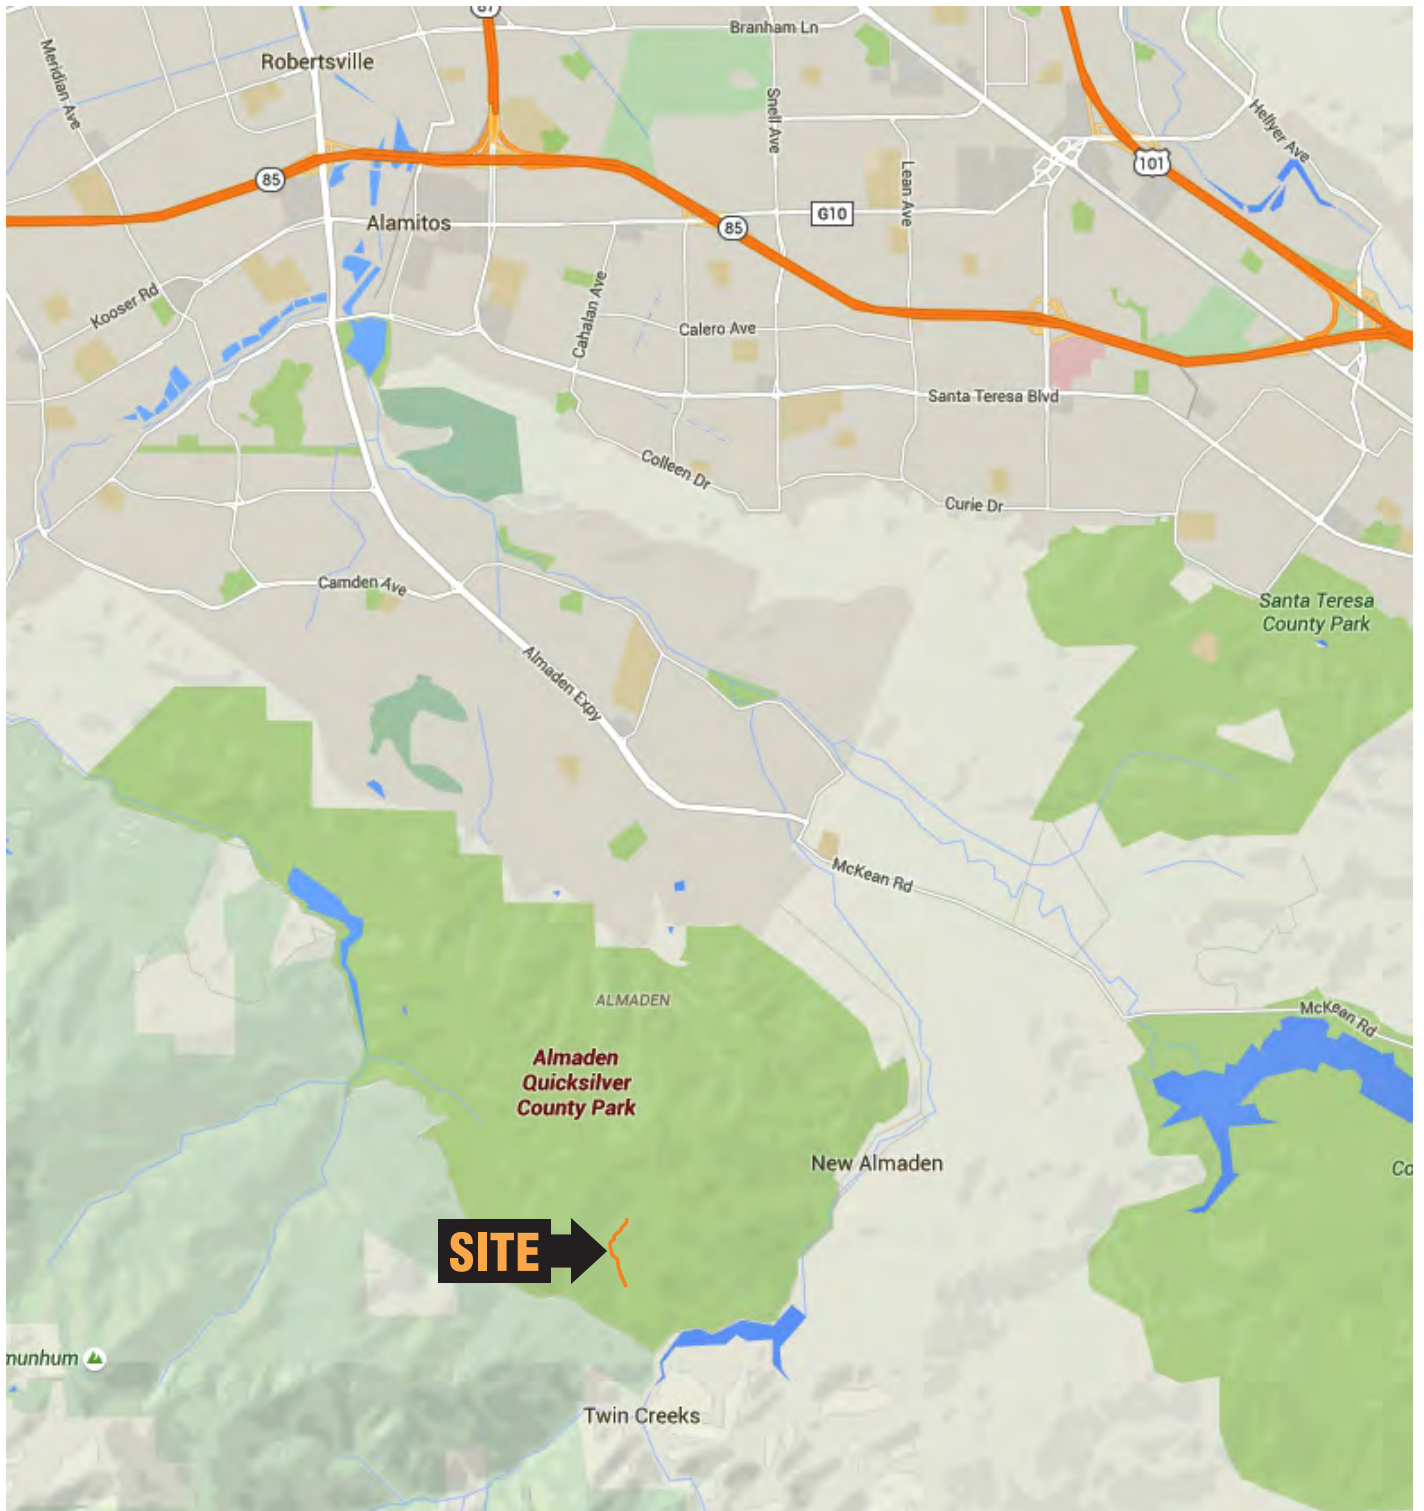 87
Branham Ln
Robertsville
Meridian Ave
Snell Ave
Hellyer Ave
101
85
Lean Ave
G10
Alamitos
85
Kooser Rd
Cahalan Ave
Calero Ave
Santa Teresa Blvd
Colleen Dr
Curie Dr
Camden Ave
Santa Teresa
County Park
Almaden Expy
McKean Rd
ALMADEN
McKean Rd
Almaden
Quicksilver
County Park
New Almaden
Co
SITE
munhum
Twin Creeks